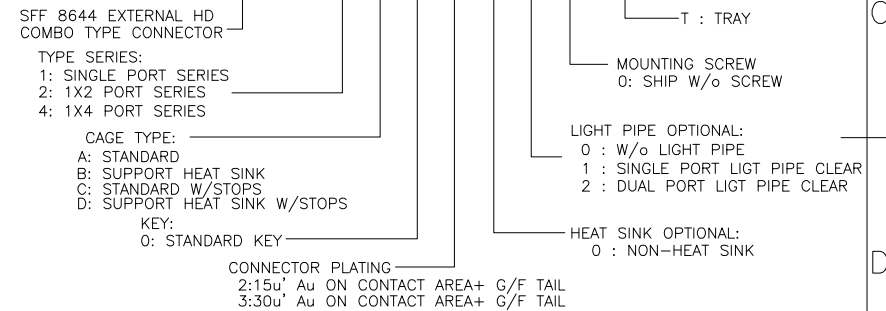 SFF 8644 EXTERNAL HD
COMBO TYPE CONNECTOR
TYPE SERIES:
1: SINGLE PORT SERIES
2: 1X2 PORT SERIES
4: 1X4 PORT SERIES
CAGE TYPE:
A: STANDARD
B: SUPPORT HEAT SINK
C: STANDARD W/STOPS
D: SUPPORT HEAT SINK W/STOPS
KEY:
0: STANDARD KEY
CONNECTOR PLATING
2:15u' Au ON CONTACT AREA+ G/F TAIL
3:30u' Au ON CONTACT AREA+ G/F TAIL
T : TRAY
MOUNTING SCREW
0: SHIP W/o SCREW
LIGHT PIPE OPTIONAL:
0 : W/o LIGHT PIPE
1 : SINGLE PORT LIGT PIPE CLEAR
2 : DUAL PORT LIGT PIPE CLEAR
HEAT SINK OPTIONAL:
0 : NON-HEAT SINK
C
D